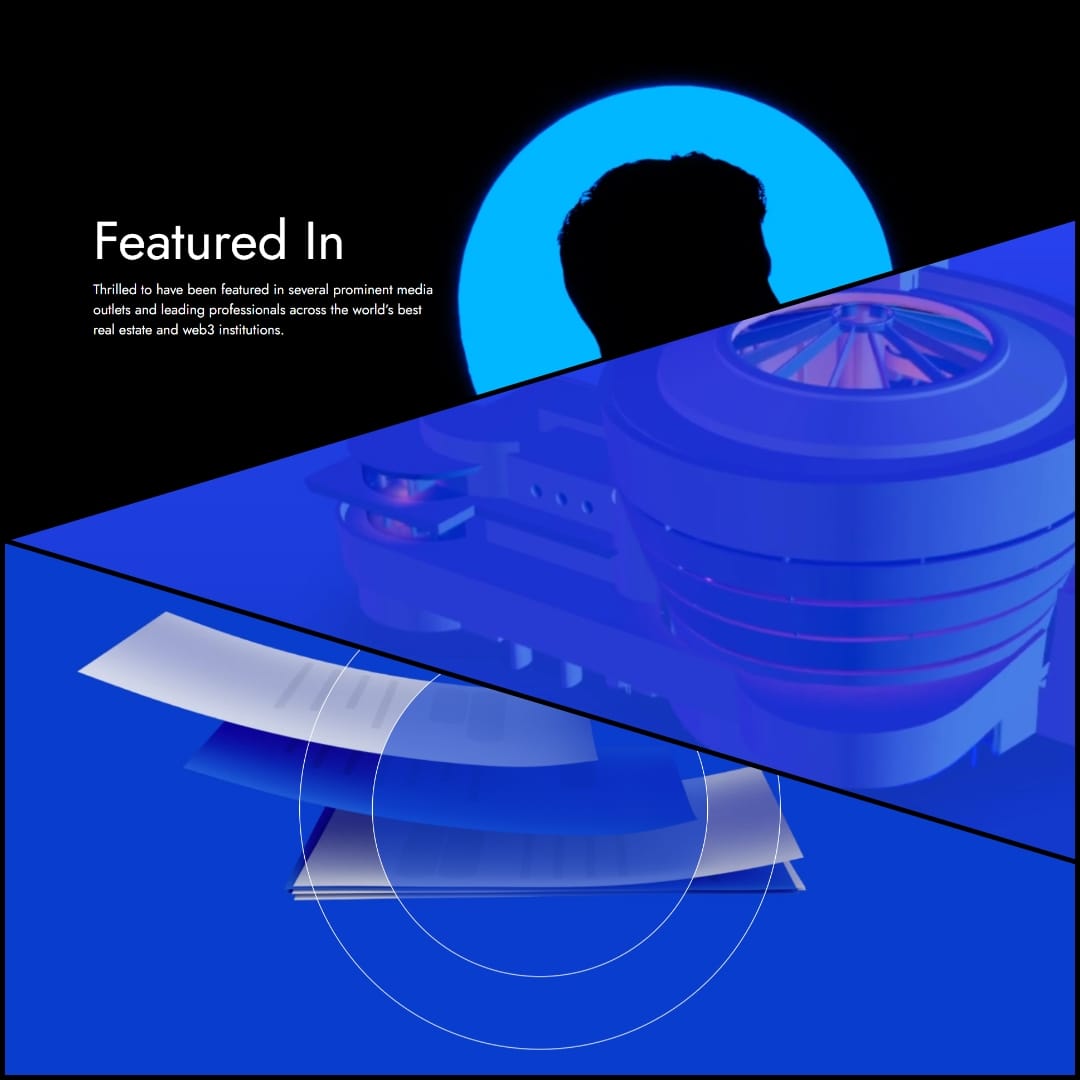 Featured In
Thrilled to have been featured in several prominent media
outlets and leading professionals across the world's best
real estate and web3 institutions.